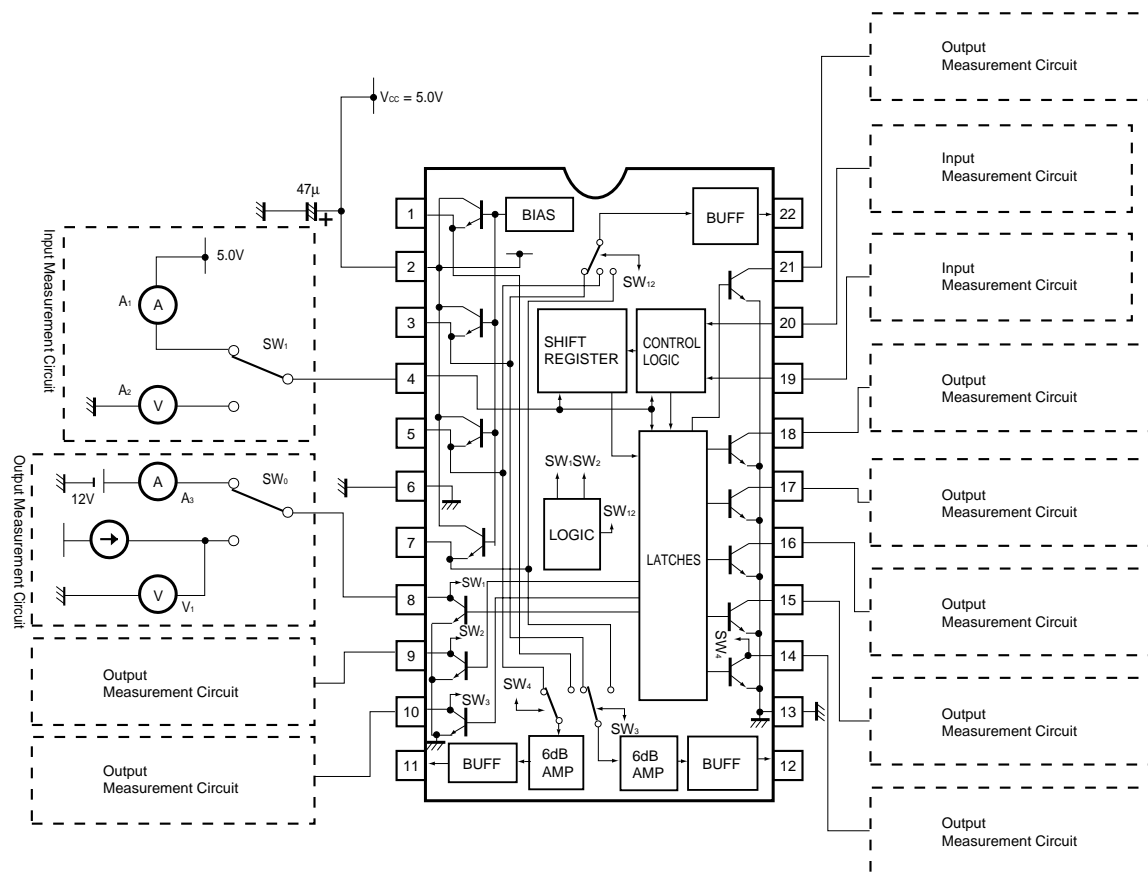 Output
Measurement Circuit
VCC = 5.0V
Input
Measurement Circuit
47μ
+
1
BIAS
BUFF
22
Input Measurement Circuit
5.0V
2
21
SW12
Input
Measurement Circuit
A1
A
3
SHIFT
REGISTER
CONTROL
LOGIC
20
SW1
4
19
A2
V
Output
Measurement Circuit
5
18
Output Measurement Circuit
12V
A
A3
SW0
6
SW1 SW2
SW12
LOGIC
LATCHES
17
Output
Measurement Circuit
7
16
V
V1
8
SW1
15
Output
Measurement Circuit
SW2
SW4
9
14
Output
Measurement Circuit
SW3
SW4
10
SW3
13
Output
Measurement Circuit
Output
Measurement Circuit
11
BUFF
6dB
AMP
6dB
AMP
BUFF
12
Output
Measurement Circuit